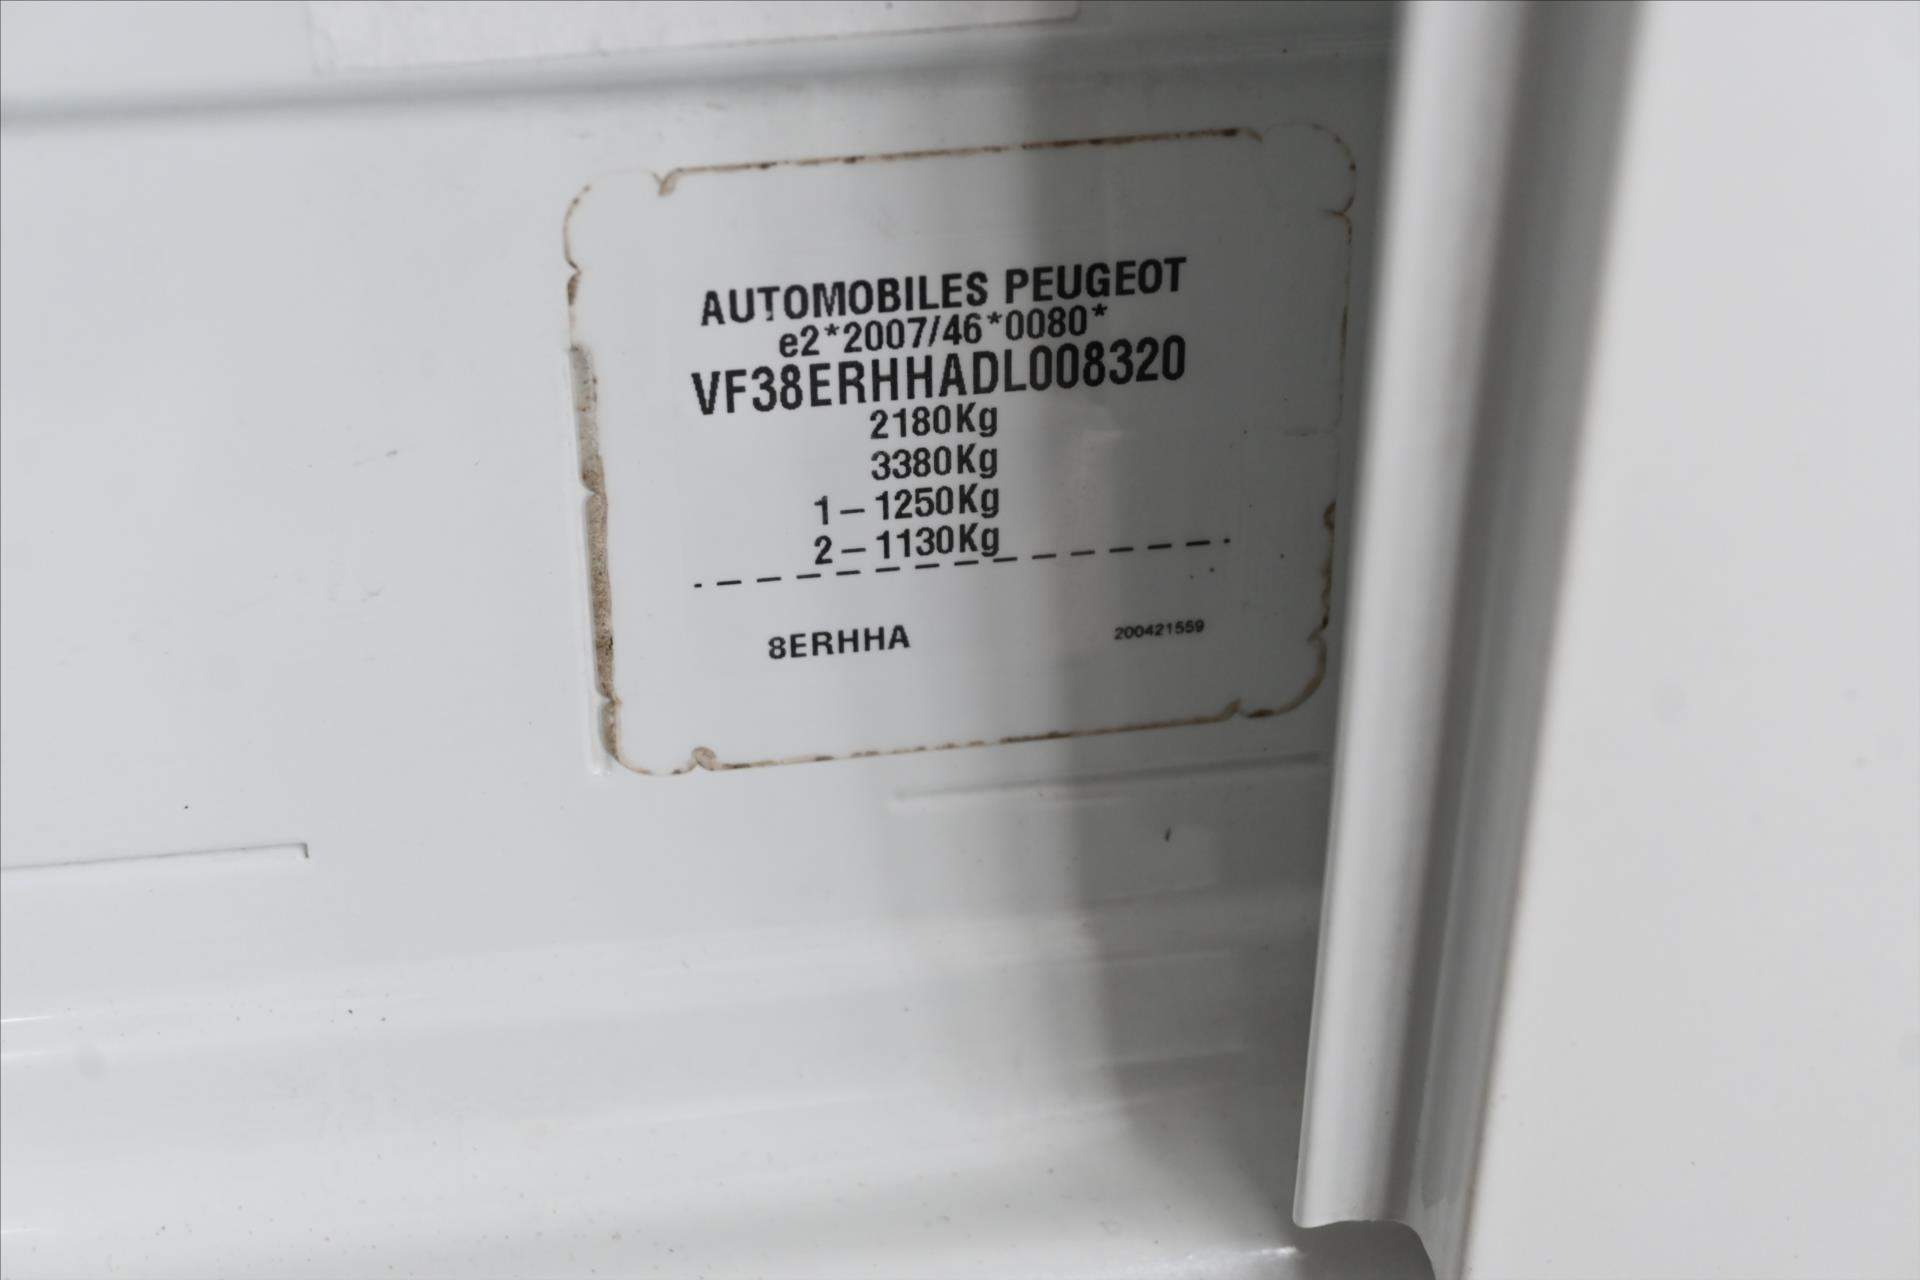 AUTOMOBILES PEUGEOT
e2*2007/46*0080*
VF38ERHHADL008320
2180Kg
3380Kg
1 – 1250Kg
2 – 1130Kg
8ERHHA
200421559